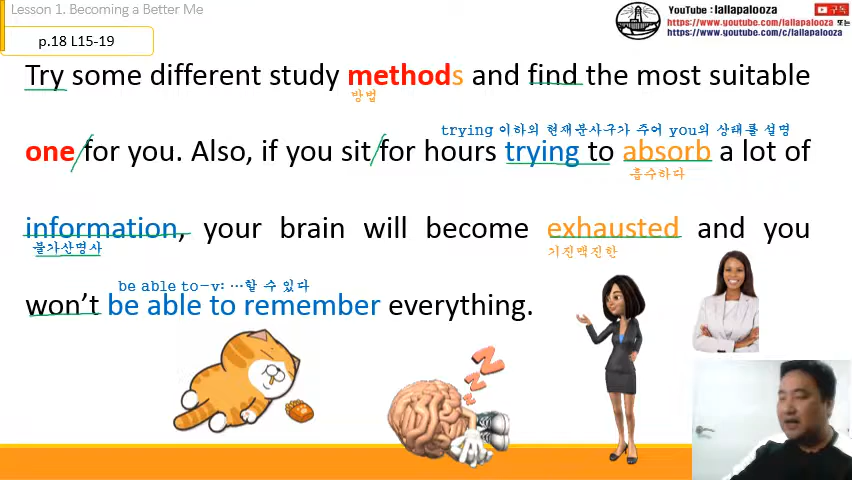 Lesson 1. Becoming a Better Me
p.18 L15-19
YouTube : lallapalooza
구독
https://www.youtube.com/lallapalooza 또는
https://www.youtube.com/c/lallapalooza
Try some different study methods and find the most suitable
방법
trying 이하의 현재분사구가 주어 you의 상태를 설명
one for you. Also, if you sit for hours trying to absorb a lot of
흡수하다
information, your brain will become exhausted and you
불가산명사
기진맥진한
be able to-v: …할 수 있다
won't be able to remember everything.
Z Z Z